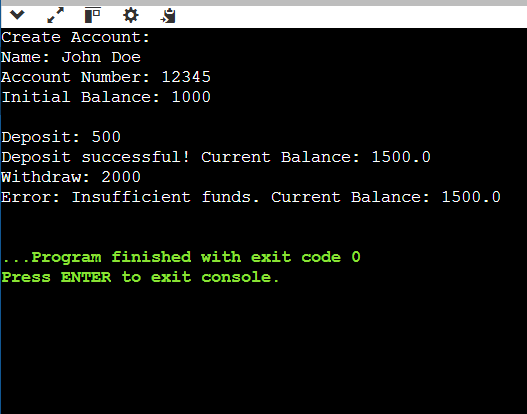 Create Account:
Name: John Doe
Account Number: 12345
Initial Balance: 1000
Deposit: 500
Deposit successful! Current Balance: 1500.0
Withdraw: 2000
Error: Insufficient funds. Current Balance: 1500.0
...Program finished with exit code 0
Press ENTER to exit console.